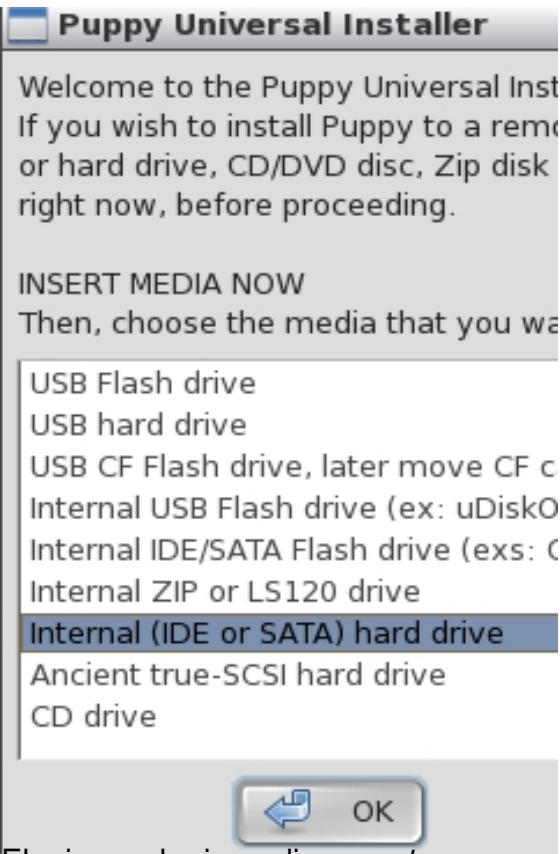 Puppy Universal Installer
Welcome to the Puppy Universal Inst
If you wish to install Puppy to a remo
or hard drive, CD/DVD disc, Zip disk
right now, before proceeding.
INSERT MEDIA NOW
Then, choose the media that you wa
USB Flash drive
USB hard drive
USB CF Flash drive, later move CF c
Internal USB Flash drive (ex: uDiskO
Internal IDE/SATA Flash drive (exs: C
Internal ZIP or LS120 drive
Internal (IDE or SATA) hard drive
Ancient true-SCSI hard drive
CD drive
OK